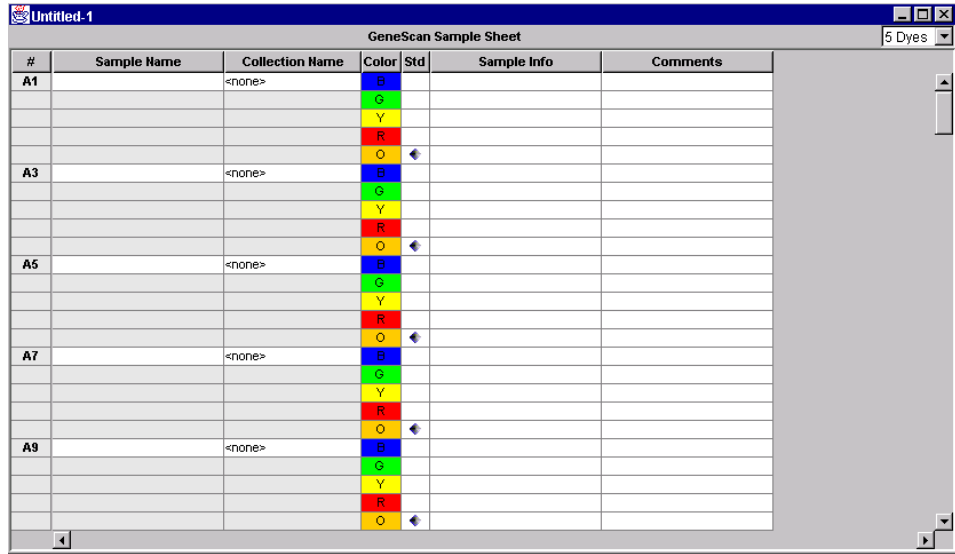 Untitled-1
GeneScan Sample Sheet 5 Dyes
# Sample Name Collection Name Color Std Sample Info Comments
A1 <none> B
G
Y
R
O
A3 <none> B
G
Y
R
O
A5 <none> B
G
Y
R
O
A7 <none> B
G
Y
R
O
A9 <none> B
G
Y
R
O